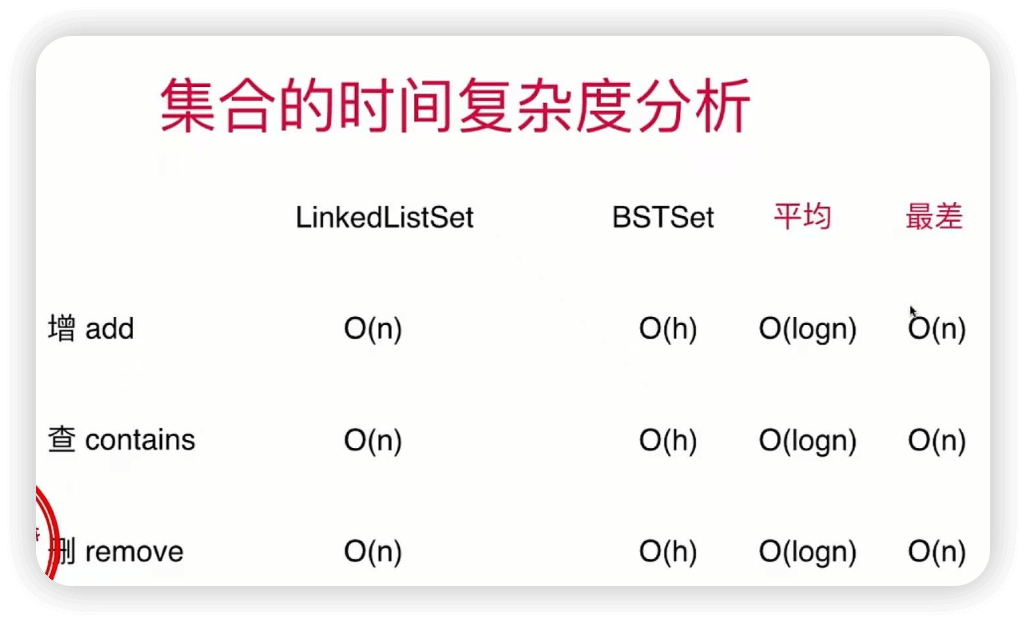 集合的时间复杂度分析
LinkedListSet BSTSet 平均 最差
增 add O(n) O(h) O(logn) O(n)
查 contains O(n) O(h) O(logn) O(n)
删 remove O(n) O(h) O(logn) O(n)